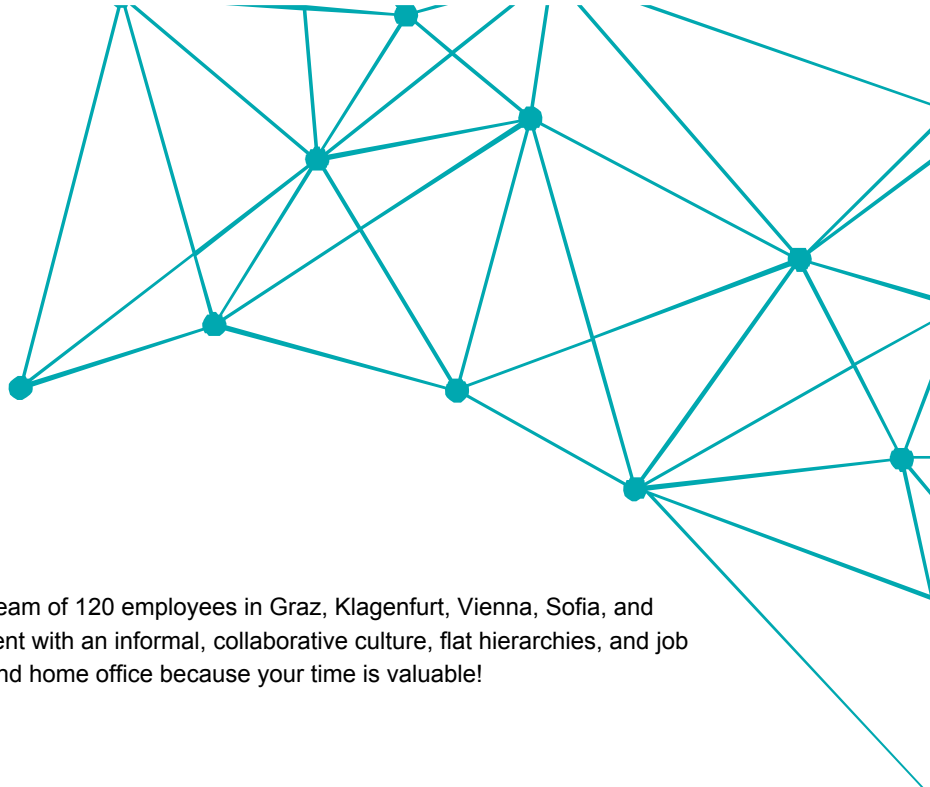 eam of 120 employees in Graz, Klagenfurt, Vienna, Sofia, and
ent with an informal, collaborative culture, flat hierarchies, and job
nd home office because your time is valuable!